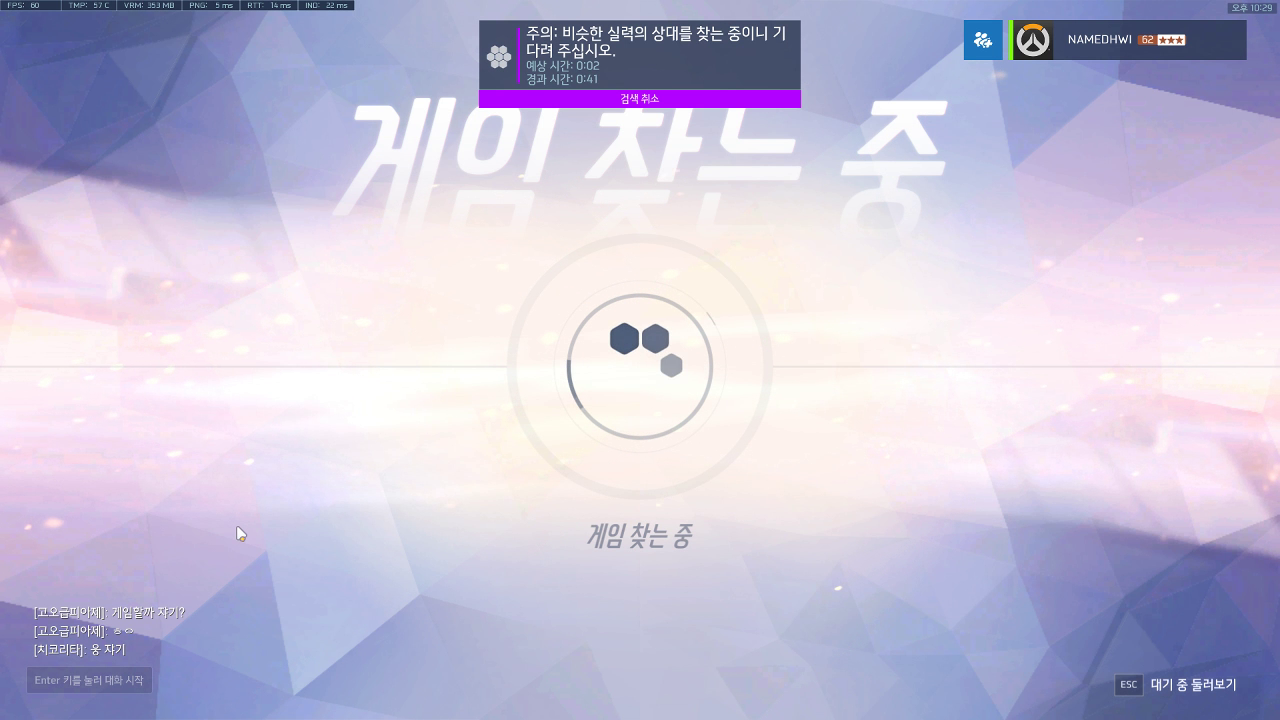 FPS: 60 TMP: 57 C VRM: 353 MB PNG: 5 ms RTT: 14 ms IND: 22 ms
오후 10:29
주의: 비슷한 실력의 상대를 찾는 중이니 기
다려 주십시오.
예상 시간: 0:02
경과 시간: 0:41
검색 취소
NAMEDHWI 62
게임 찾는 중
게임 찾는 중
[고오급피아제]: 게임할까 쟈기?
[고오급피아제]: ㅎㅇ
[치코리타]: 웅 쟈기
Enter 키를 눌러 대화 시작
ESC 대기 중 둘러보기